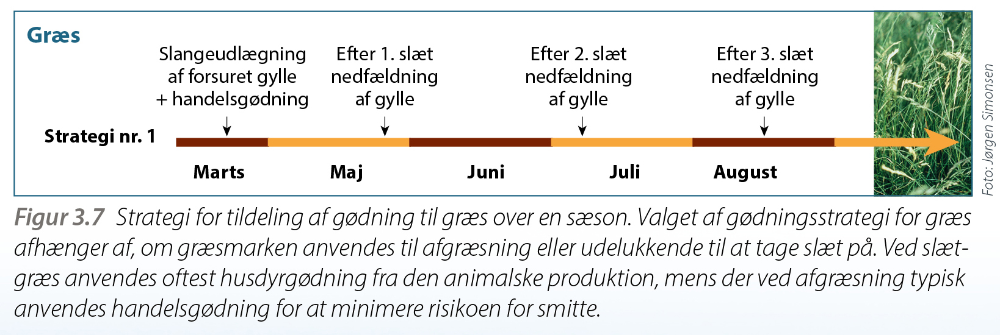 Græs
Slangeudlægning
af forsuret gylle
+ handelsgødning
Efter 1. slæt
nedfældning
af gylle
Efter 2. slæt
nedfældning
af gylle
Efter 3. slæt
nedfældning
af gylle
Strategi nr. 1
Marts
Maj
Juni
Juli
August
Foto: Jørgen Simonsen
Figur 3.7 Strategi for tildeling af gødning til græs over en sæson. Valget af gødningsstrategi for græs
afhænger af, om græsmarken anvendes til afgræsning eller udelukkende til at tage slæt på. Ved slæt-
græs anvendes oftest husdyrgødning fra den animalske produktion, mens der ved afgræsning typisk
anvendes handelsgødning for at minimere risikoen for smitte.